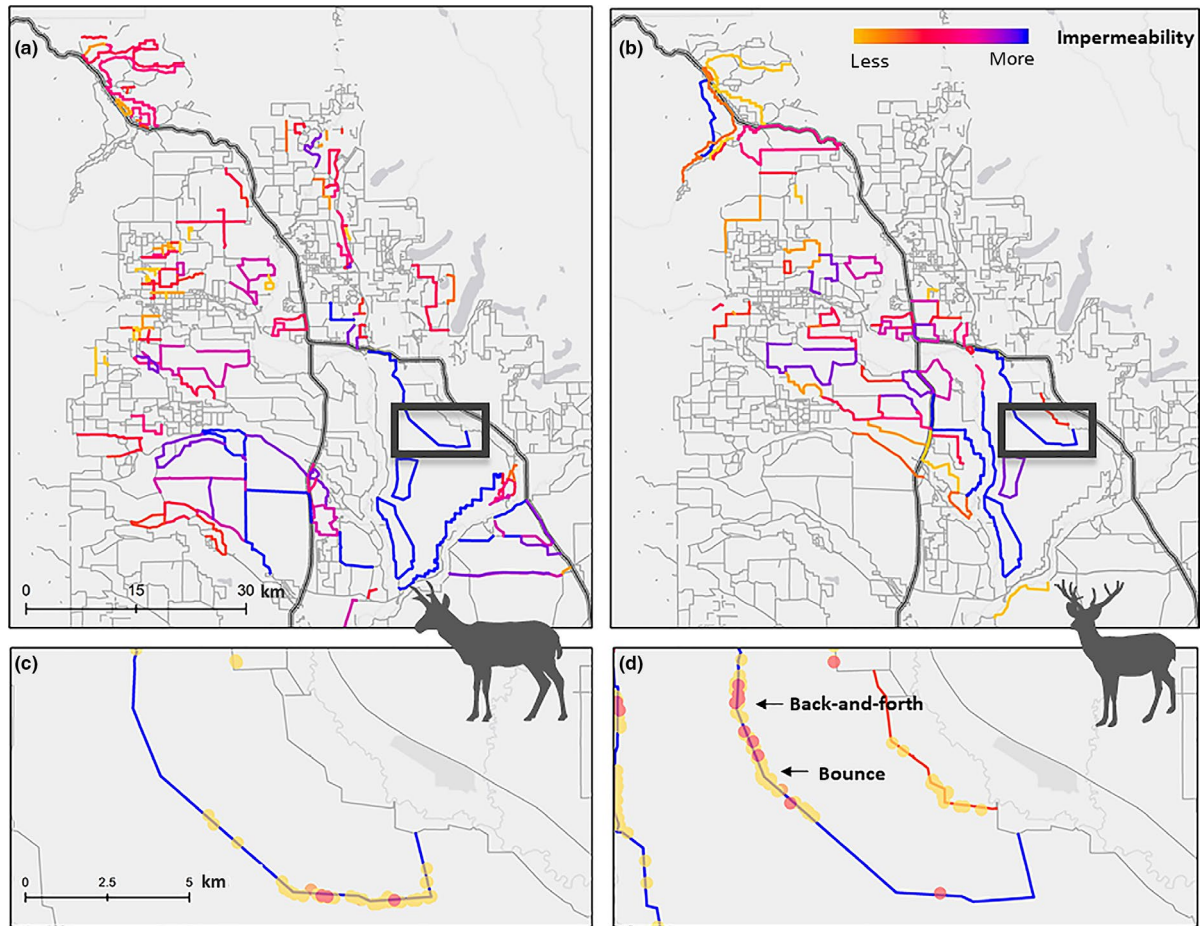 (a)
0 15 30 km
(b)
Impermeability
Less More
(c)
0 2.5 5 km
(d)
Back-and-forth
Bounce